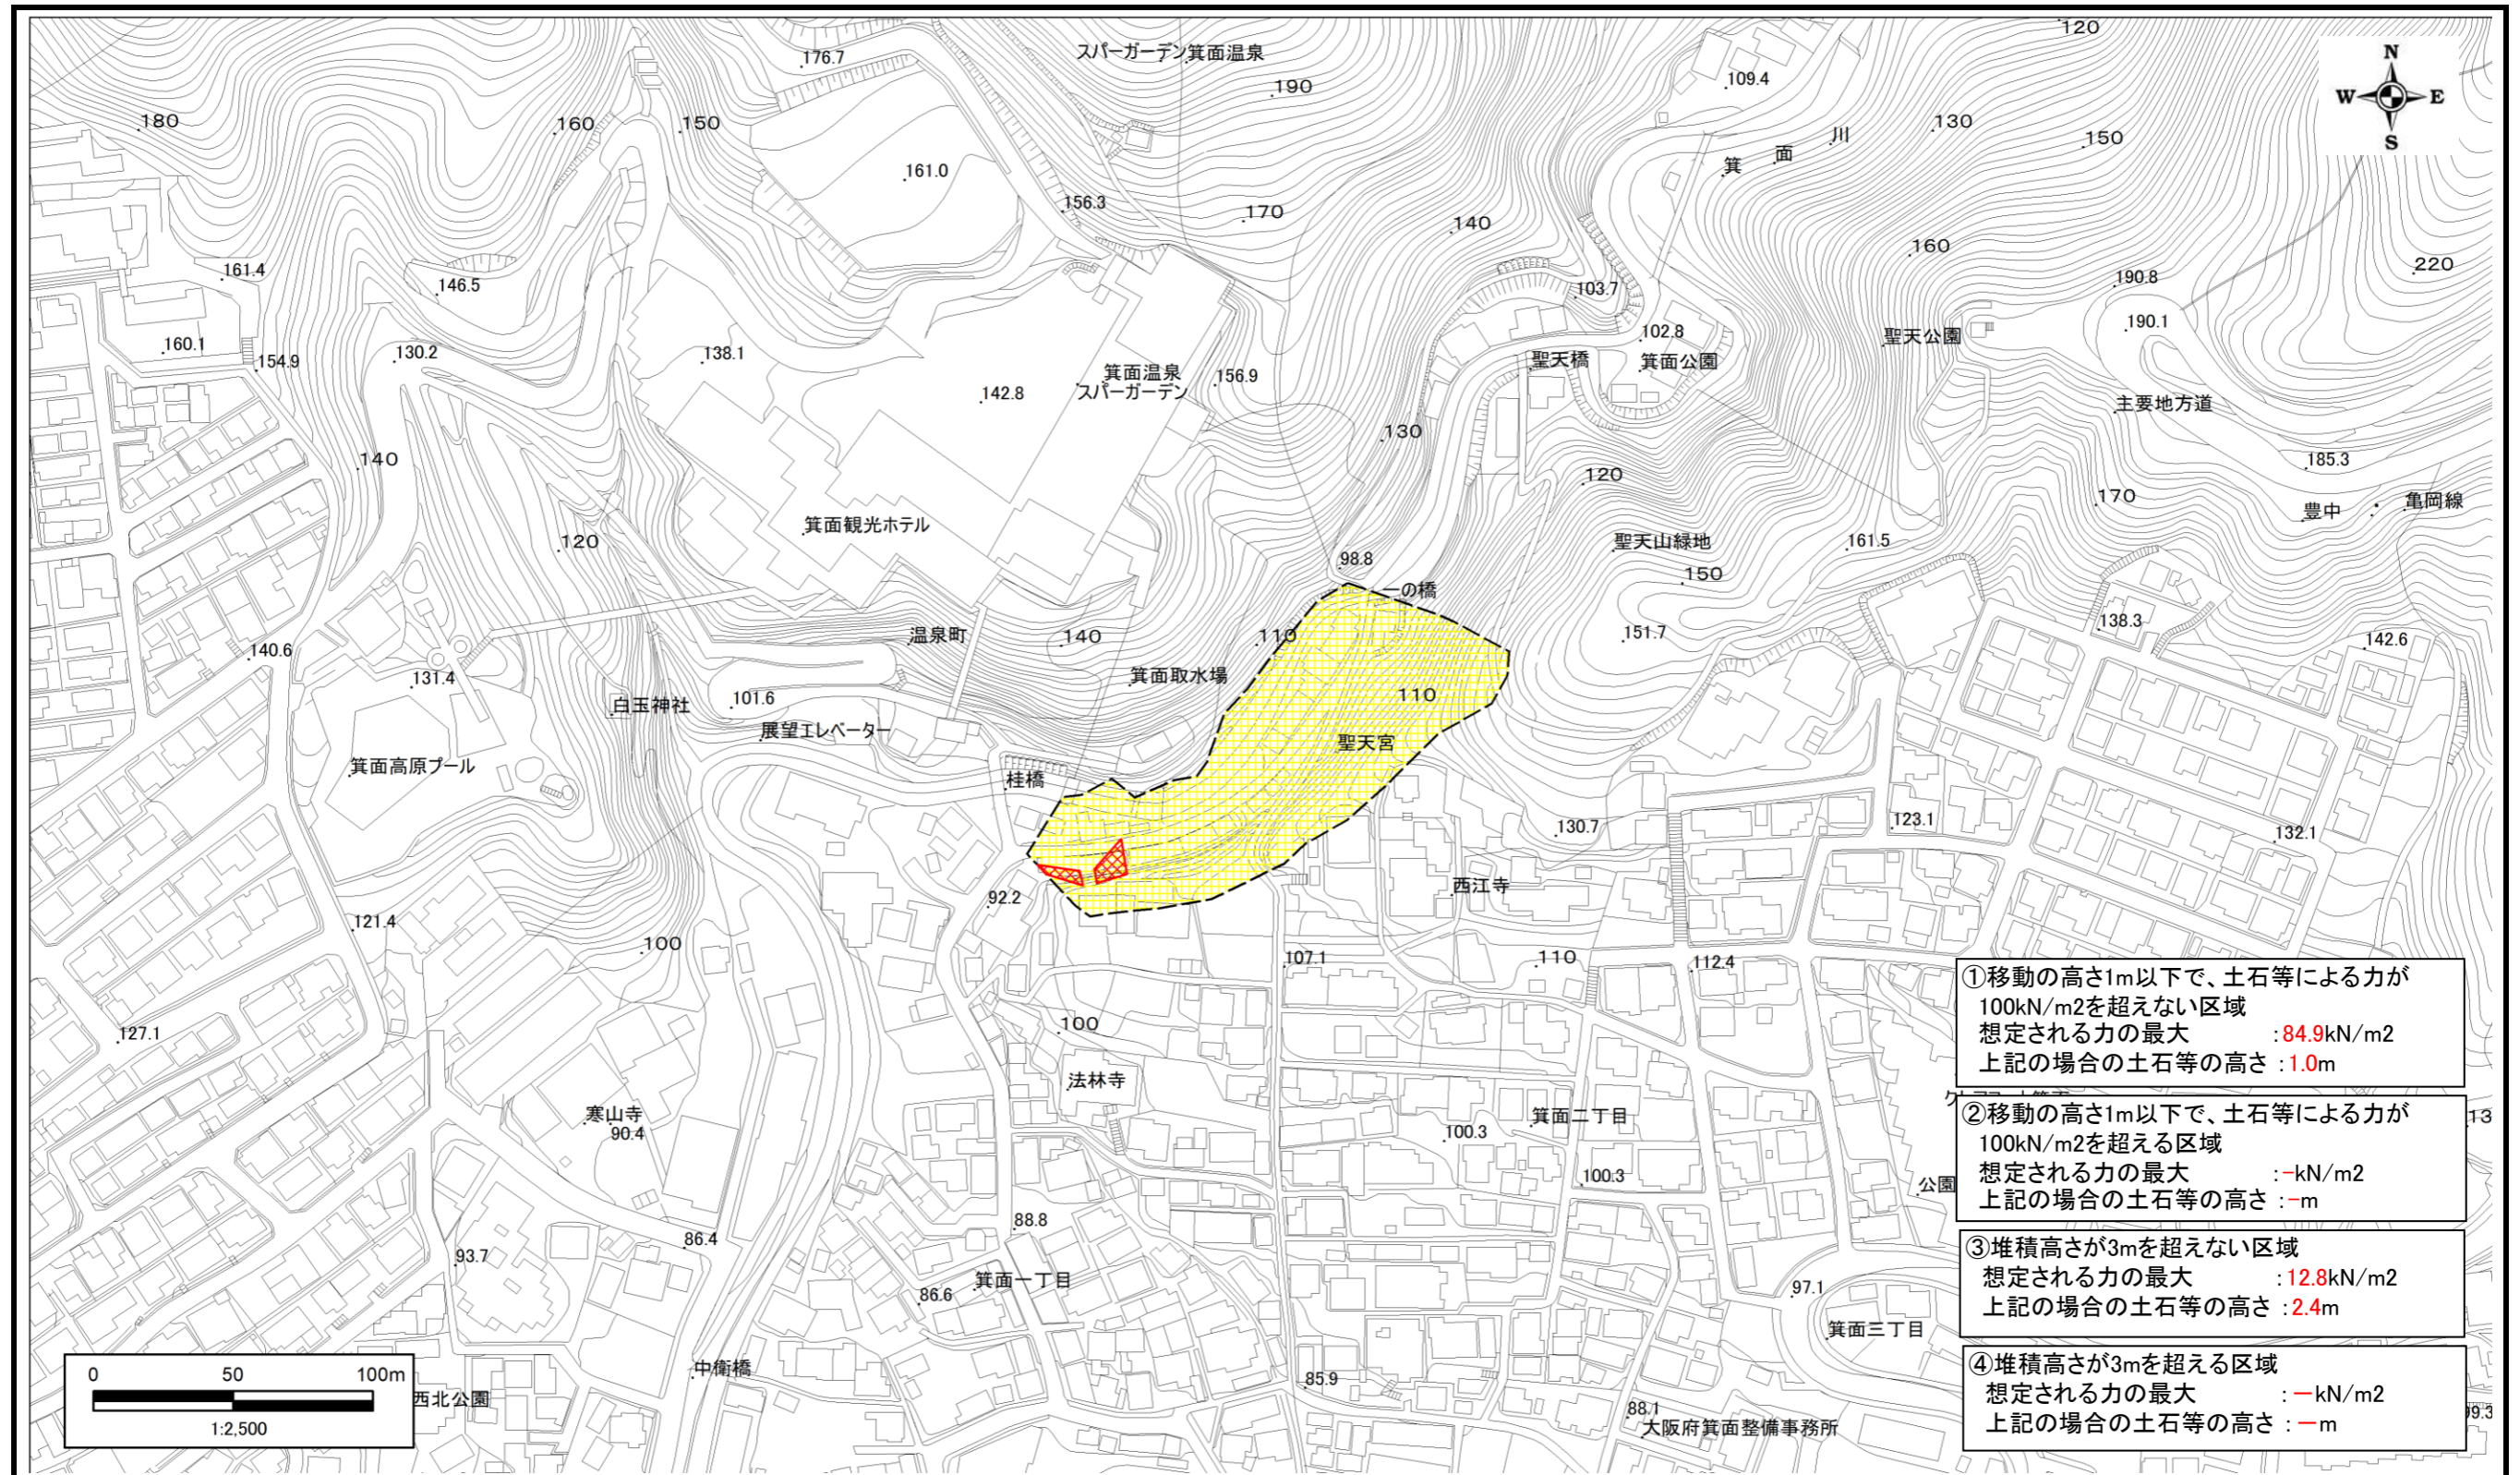 120
176.7
スパーガーデン箕面温泉
N
190
109.4
W
E
180
160
150
130
川
150
面
S
箕
161.0
156.3
170
140
160
220
161.4
146.5
103.7
190.8
190.1
聖天公園
102.8
160.1
154.9
130.2
138.1
聖天橋
箕面公園
箕面温泉
スパーガーデン
156.9
142.8
主要地方道
130
140
120
185.3
170
豊中
亀岡線
箕面観光ホテル
120
聖天山緑地
161.5
98.8
150
一の橋
138.3
温泉町
140
110
151.7
142.6
140.6
131.4
箕面取水場
110
白玉神社
101.6
展望エレベーター
聖天宮
箕面高原プール
桂橋
130.7
123.1
132.1
西江寺
92.2
121.4
100
107.1
110
112.4
①移動の高さ1m以下で、土石等による力が
100kN/m2を超えない区域
想定される力の最大 :84.9kN/m2
上記の場合の土石等の高さ :1.0m
127.1
100
法林寺
寒山寺
90.4
箕面二丁目
100.3
②移動の高さ1m以下で、土石等による力が
100kN/m2を超える区域
想定される力の最大 :-kN/m2
上記の場合の土石等の高さ :-m
13
100.3
公園
88.8
86.4
93.7
③堆積高さが3mを超えない区域
想定される力の最大 :12.8kN/m2
上記の場合の土石等の高さ :2.4m
箕面一丁目
86.6
97.1
箕面三丁目
④堆積高さが3mを超える区域
想定される力の最大 :ーkN/m2
上記の場合の土石等の高さ :ーm
0 50 100m
1:2,500
中衛橋
西北公園
85.9
88.1
大阪府箕面整備事務所
99.3